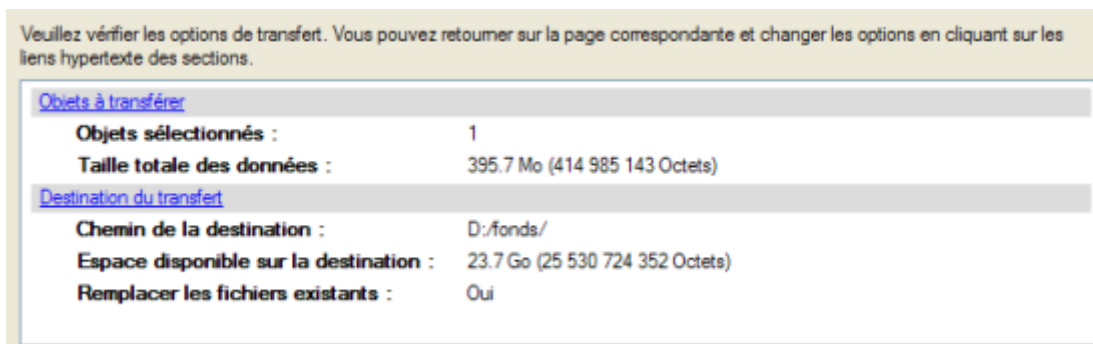 Veuillez vérifier les options de transfert. Vous pouvez retourner sur la page correspondante et changer les options en cliquant sur les
liens hypertexte des sections.
Objets à transférer
Objets sélectionnés : 1
Taille totale des données : 395.7 Mo (414 985 143 Octets)
Destination du transfert
Chemin de la destination : D:/fonds/
Espace disponible sur la destination : 23.7 Go (25 530 724 352 Octets)
Remplacer les fichiers existants : Oui